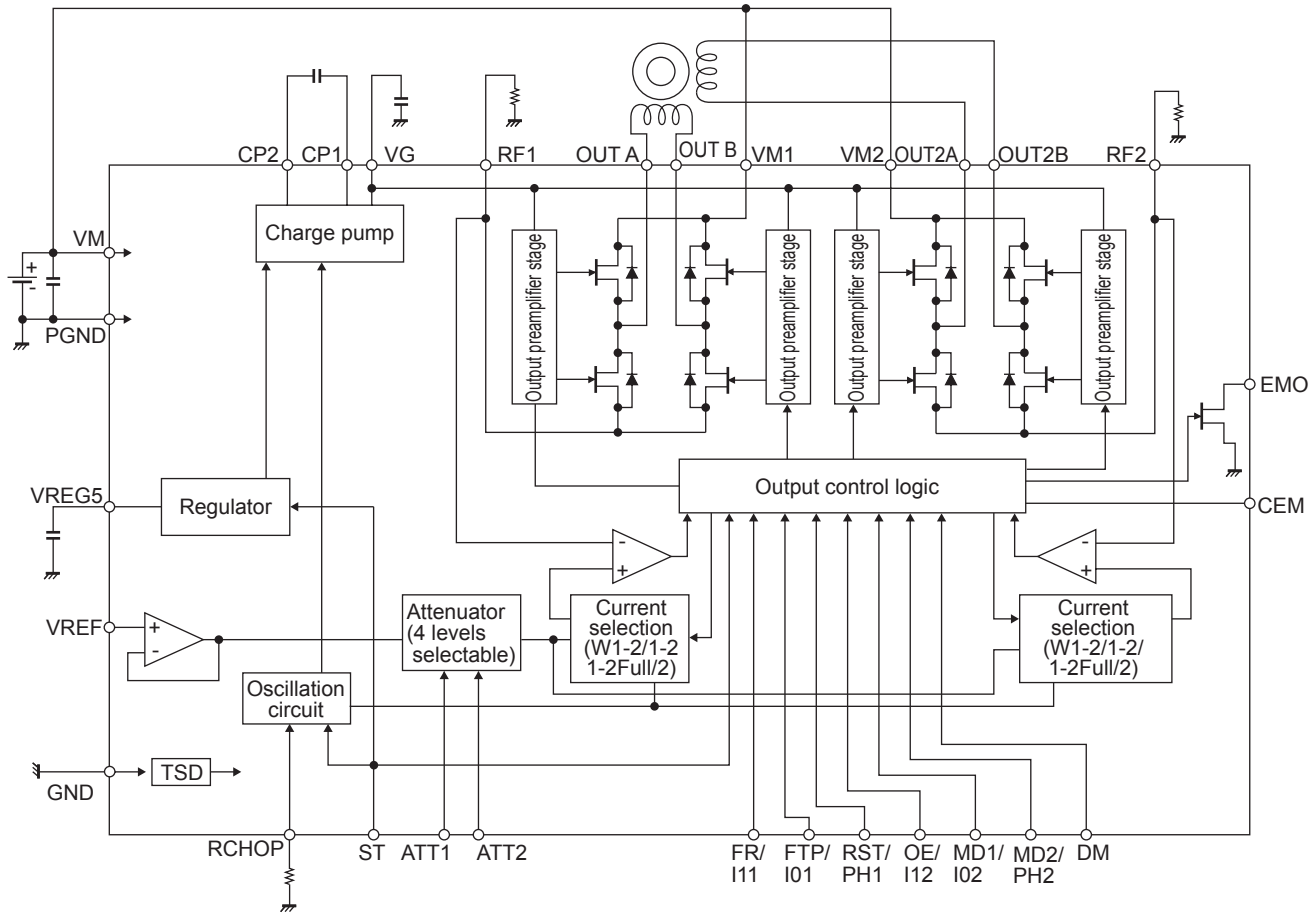 CP2
CP1
VG
RF1
OUT A
OUT B
VM1
VM2
OUT2A
OUT2B
RF2
VM
+
-
PGND
Charge pump
Output preamplifier stage
Output preamplifier stage
Output preamplifier stage
Output preamplifier stage
EMO
VREG5
Regulator
Output control logic
CEM
-
+
-
+
VREF
+
-
Attenuator
(4 levels
selectable)
Current
selection
(W1-2/1-2
1-2Full/2)
Current
selection
(W1-2/1-2/
1-2Full/2)
Oscillation
circuit
GND
TSD
RCHOP
ST
ATT1
ATT2
FR/
I11
FTP/
I01
RST/
PH1
OE/
I12
MD1/
I02
MD2/
PH2
DM